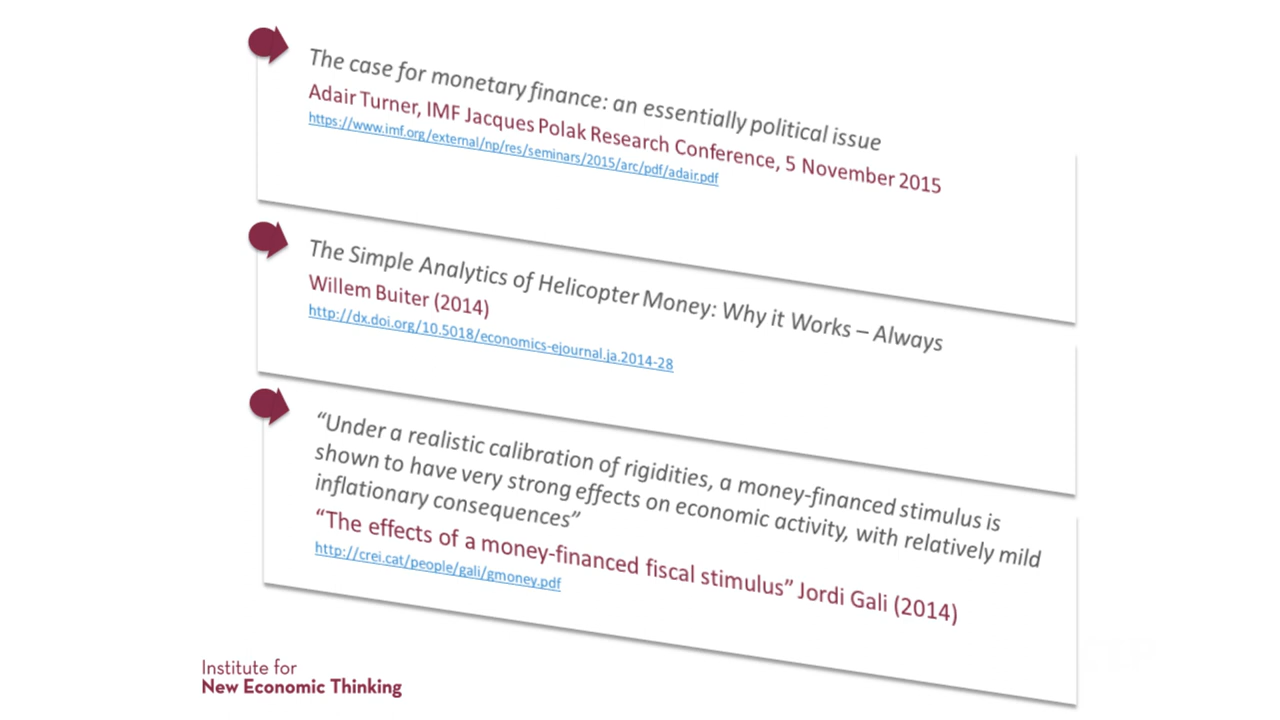 The case for monetary finance: an essentially political issue
Adair Turner, IMF Jacques Polak Research Conference, 5 November 2015
https://www.imf.org/external/np/res/seminars/2015/arc/pdf/adair.pdf
The Simple Analytics of Helicopter Money: Why it Works – Always
Willem Buiter (2014)
http://dx.doi.org/10.5018/economics-ejournal.ja.2014-28
“Under a realistic calibration of rigidities, a money-financed stimulus is
shown to have very strong effects on economic activity, with relatively mild
inflationary consequences”
“The effects of a money-financed fiscal stimulus” Jordi Gali (2014)
http://crei.cat/people/gali/gmoney.pdf
Institute for
New Economic Thinking